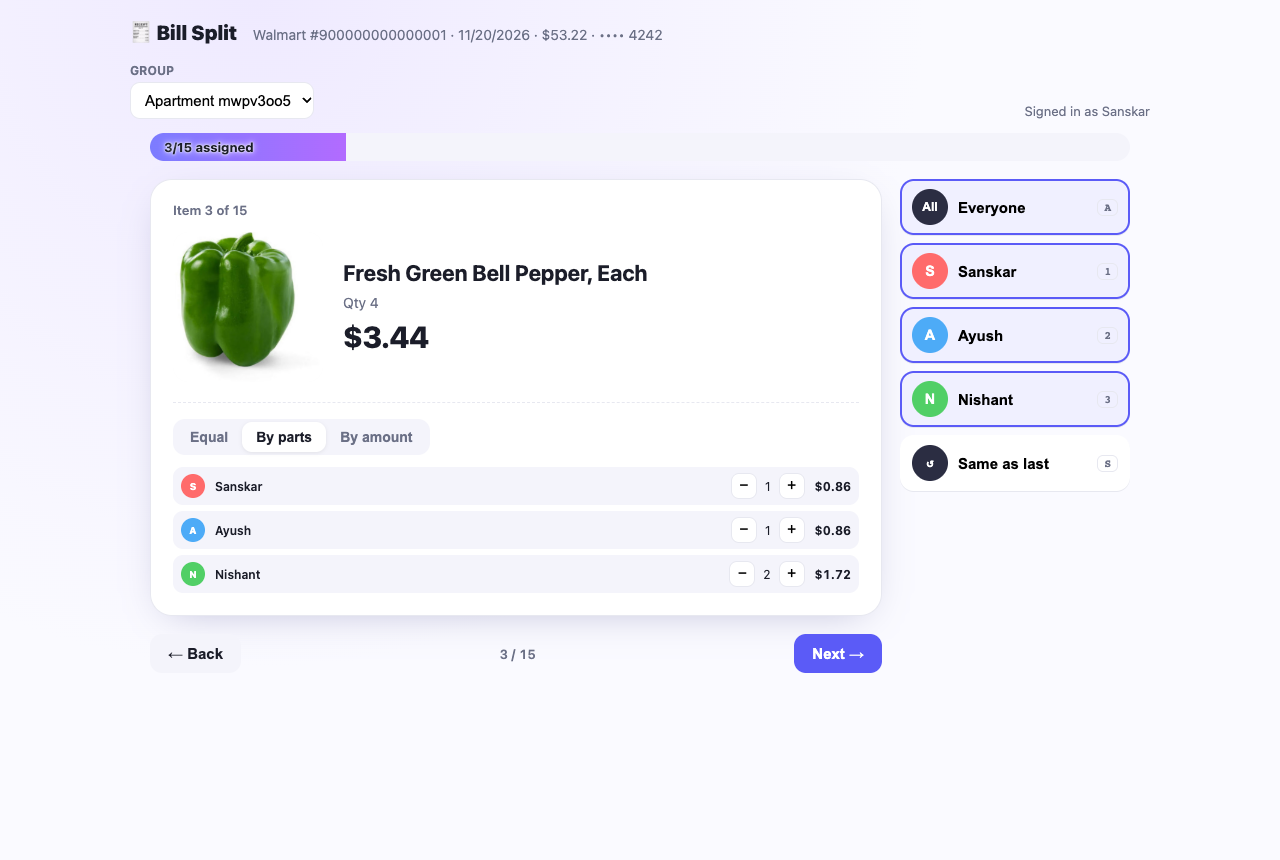 Bill Split Walmart #900000000000001 · 11/20/2026 · $53.22 · •••• 4242
GROUP
Apartment mwpv3oo5
Signed in as Sanskar
3/15 assigned
Item 3 of 15
Fresh Green Bell Pepper, Each
Qty 4
$3.44
Equal By parts By amount
S Sanskar − 1 + $0.86
A Ayush − 1 + $0.86
N Nishant − 2 + $1.72
← Back 3 / 15 Next →
All Everyone A
S Sanskar 1
A Ayush 2
N Nishant 3
↺ Same as last S